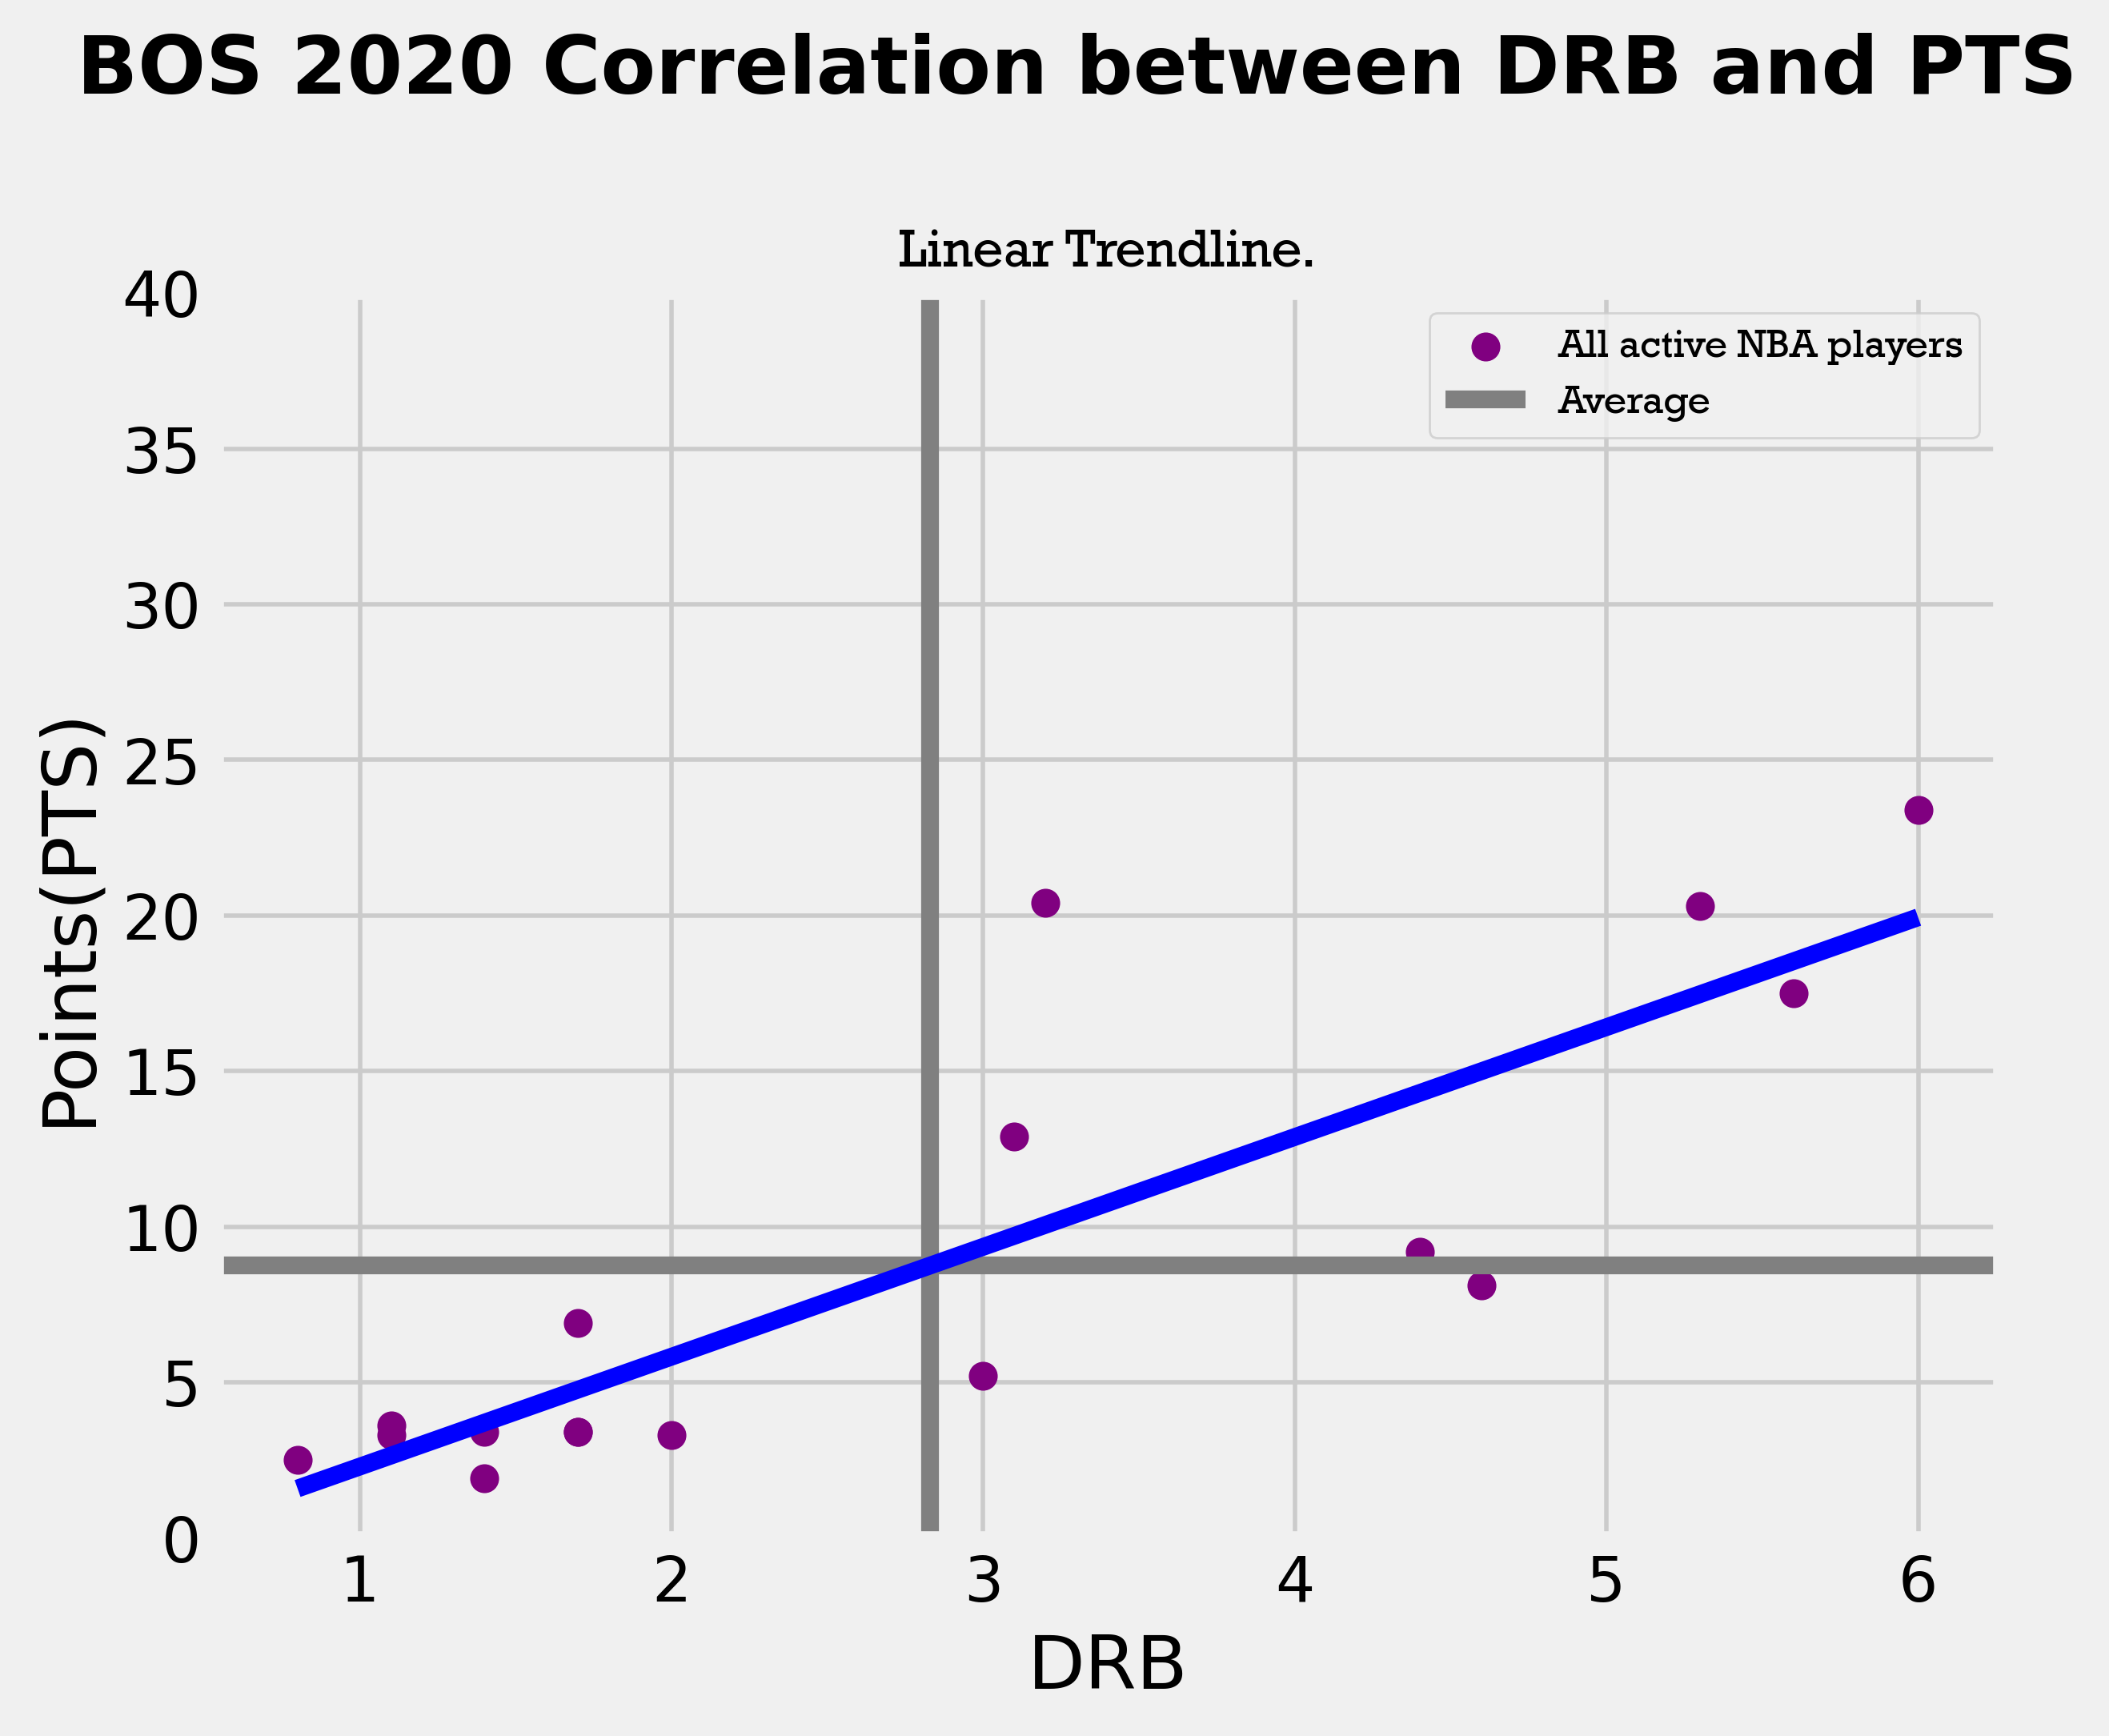 BOS 2020 Correlation between DRB and PTS
Linear Trendline.
All active NBA players
Average
40
35
30
25
20
15
10
5
0
Points(PTS)
1 2 3 4 5 6
DRB